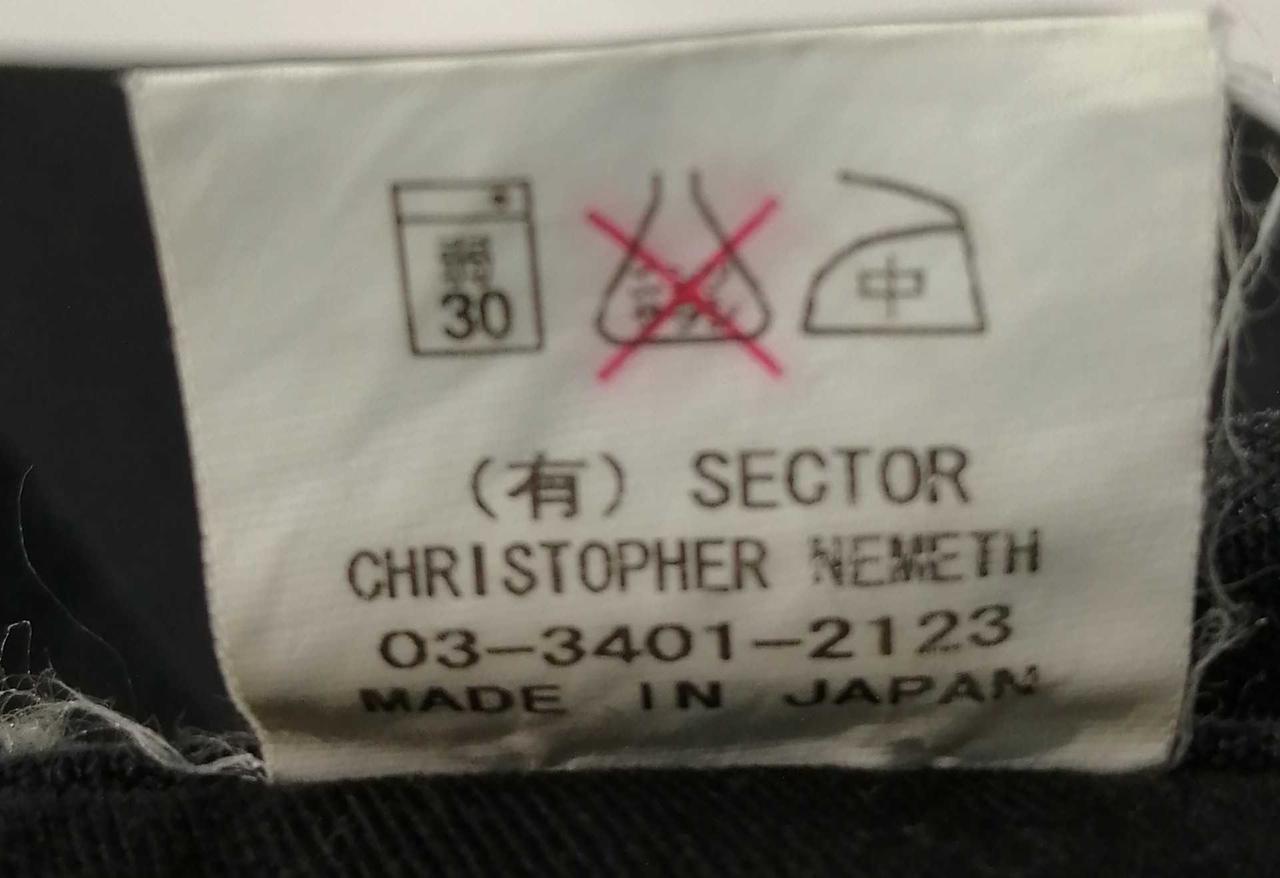 弱
30
中
(有) SECTOR
CHRISTOPHER NEMETH
03-3401-2123
MADE IN JAPAN